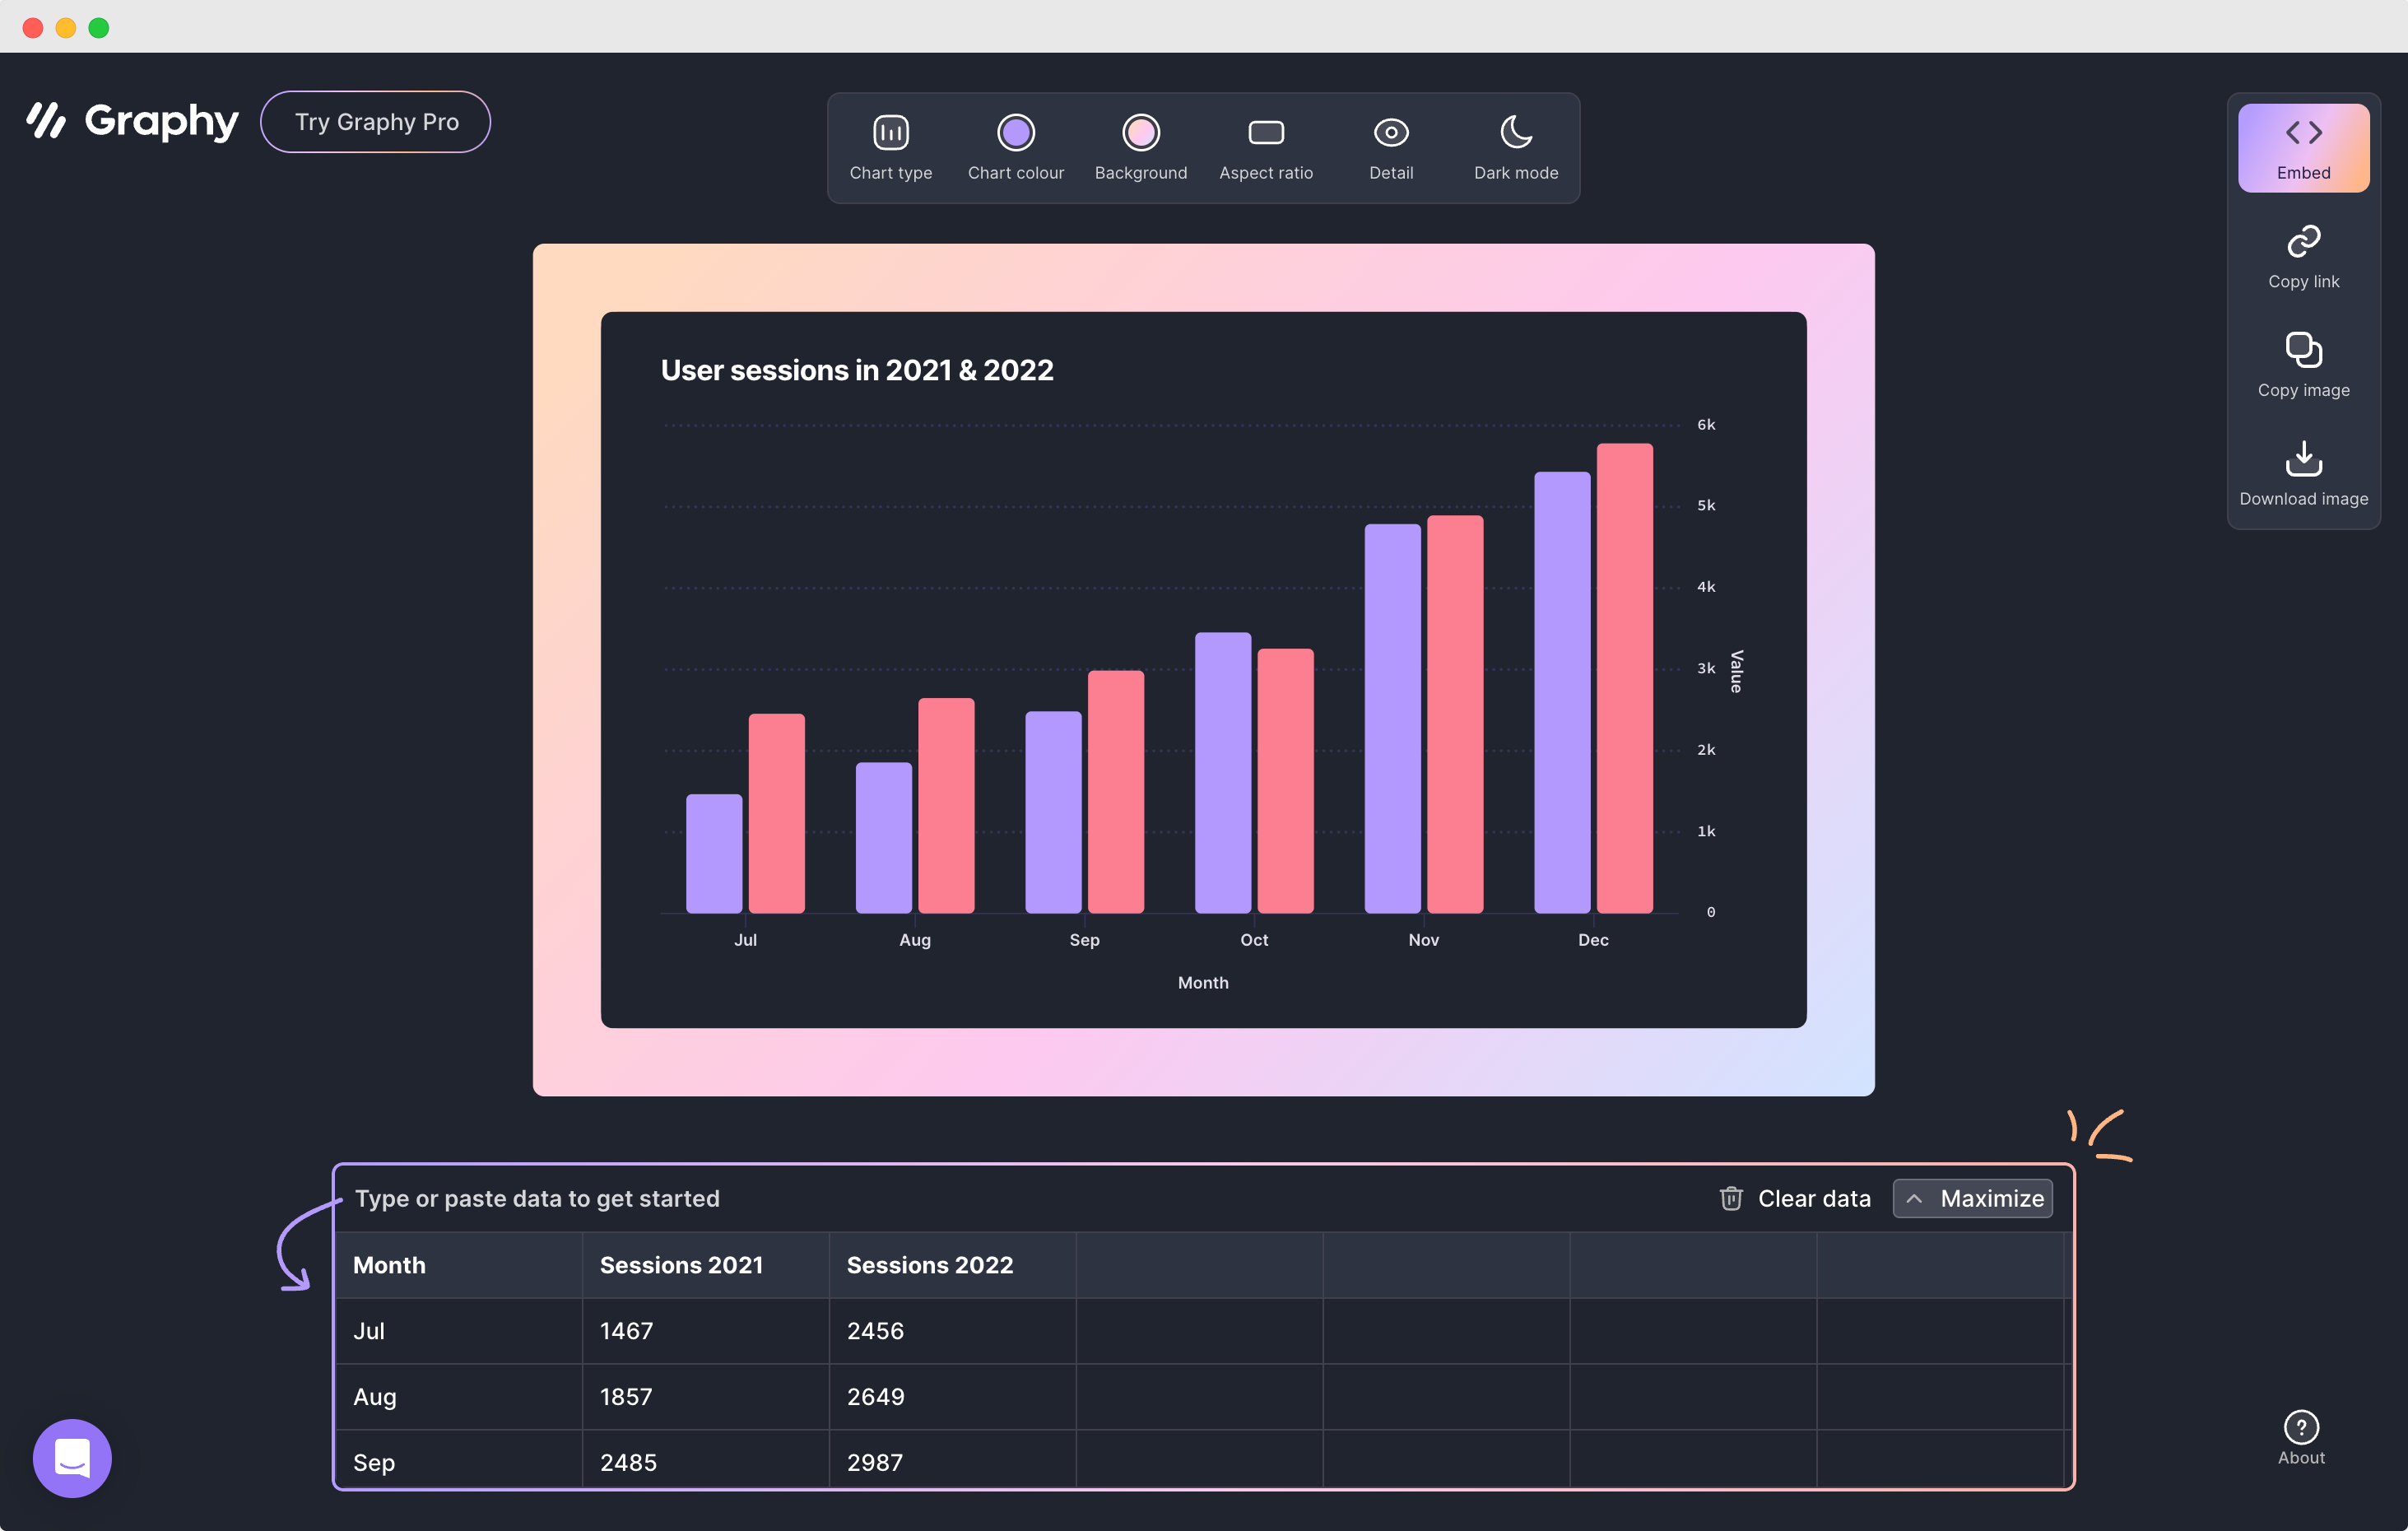 Graphy
Try Graphy Pro
Chart type
Chart colour
Background
Aspect ratio
Detail
Dark mode
Embed
Copy link
Copy image
Download image
User sessions in 2021 & 2022
6k
5k
4k
3k
2k
1k
0
Value
Jul
Aug
Sep
Oct
Nov
Dec
Month
Type or paste data to get started
Clear data
Maximize
Month Sessions 2021 Sessions 2022
Jul 1467 2456
Aug 1857 2649
Sep 2485 2987
?
About